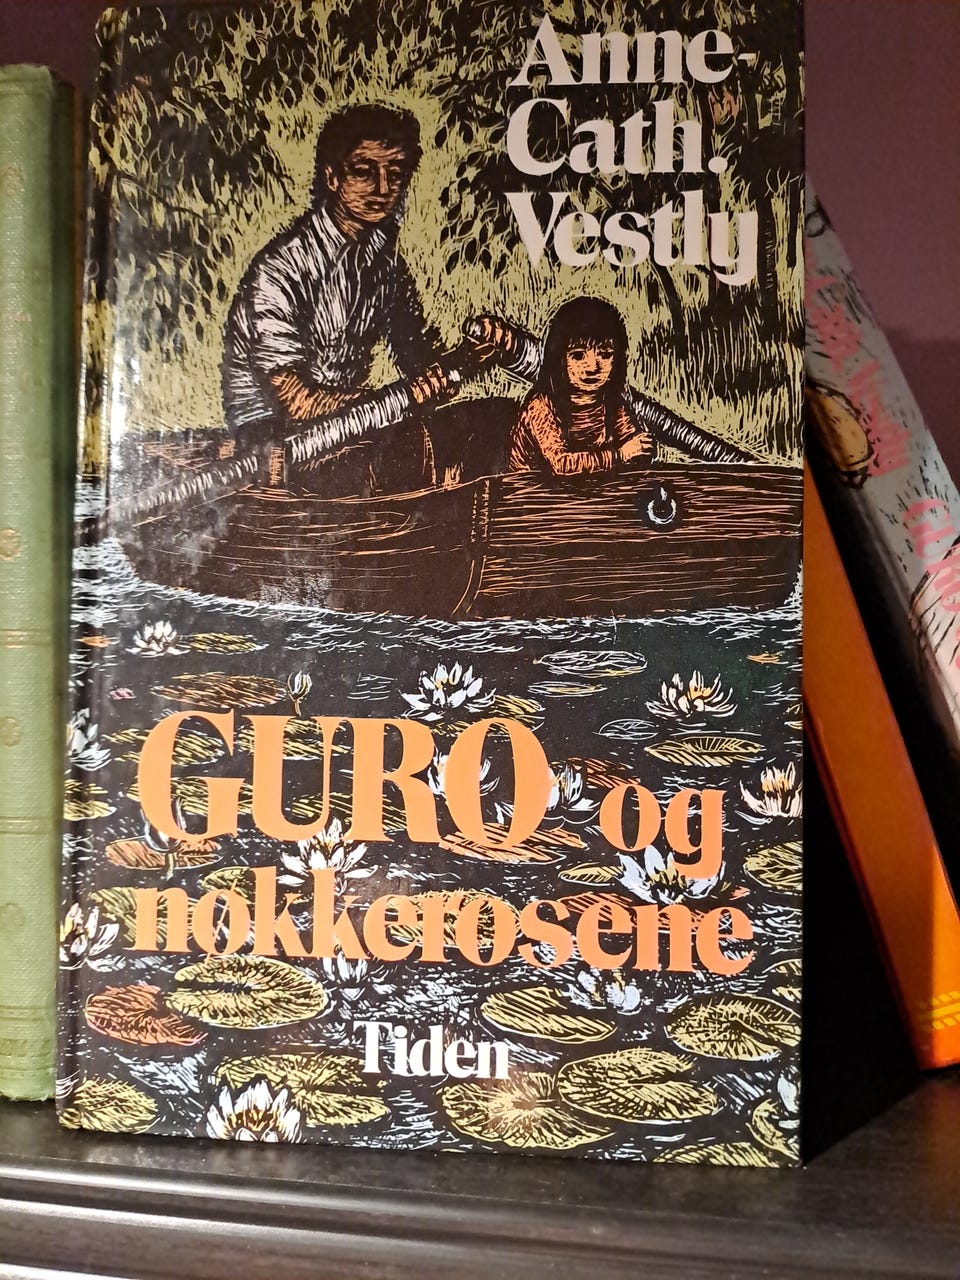 Anne-
Cath.
Vestly
GURO og
nøkkerosene
Tiden